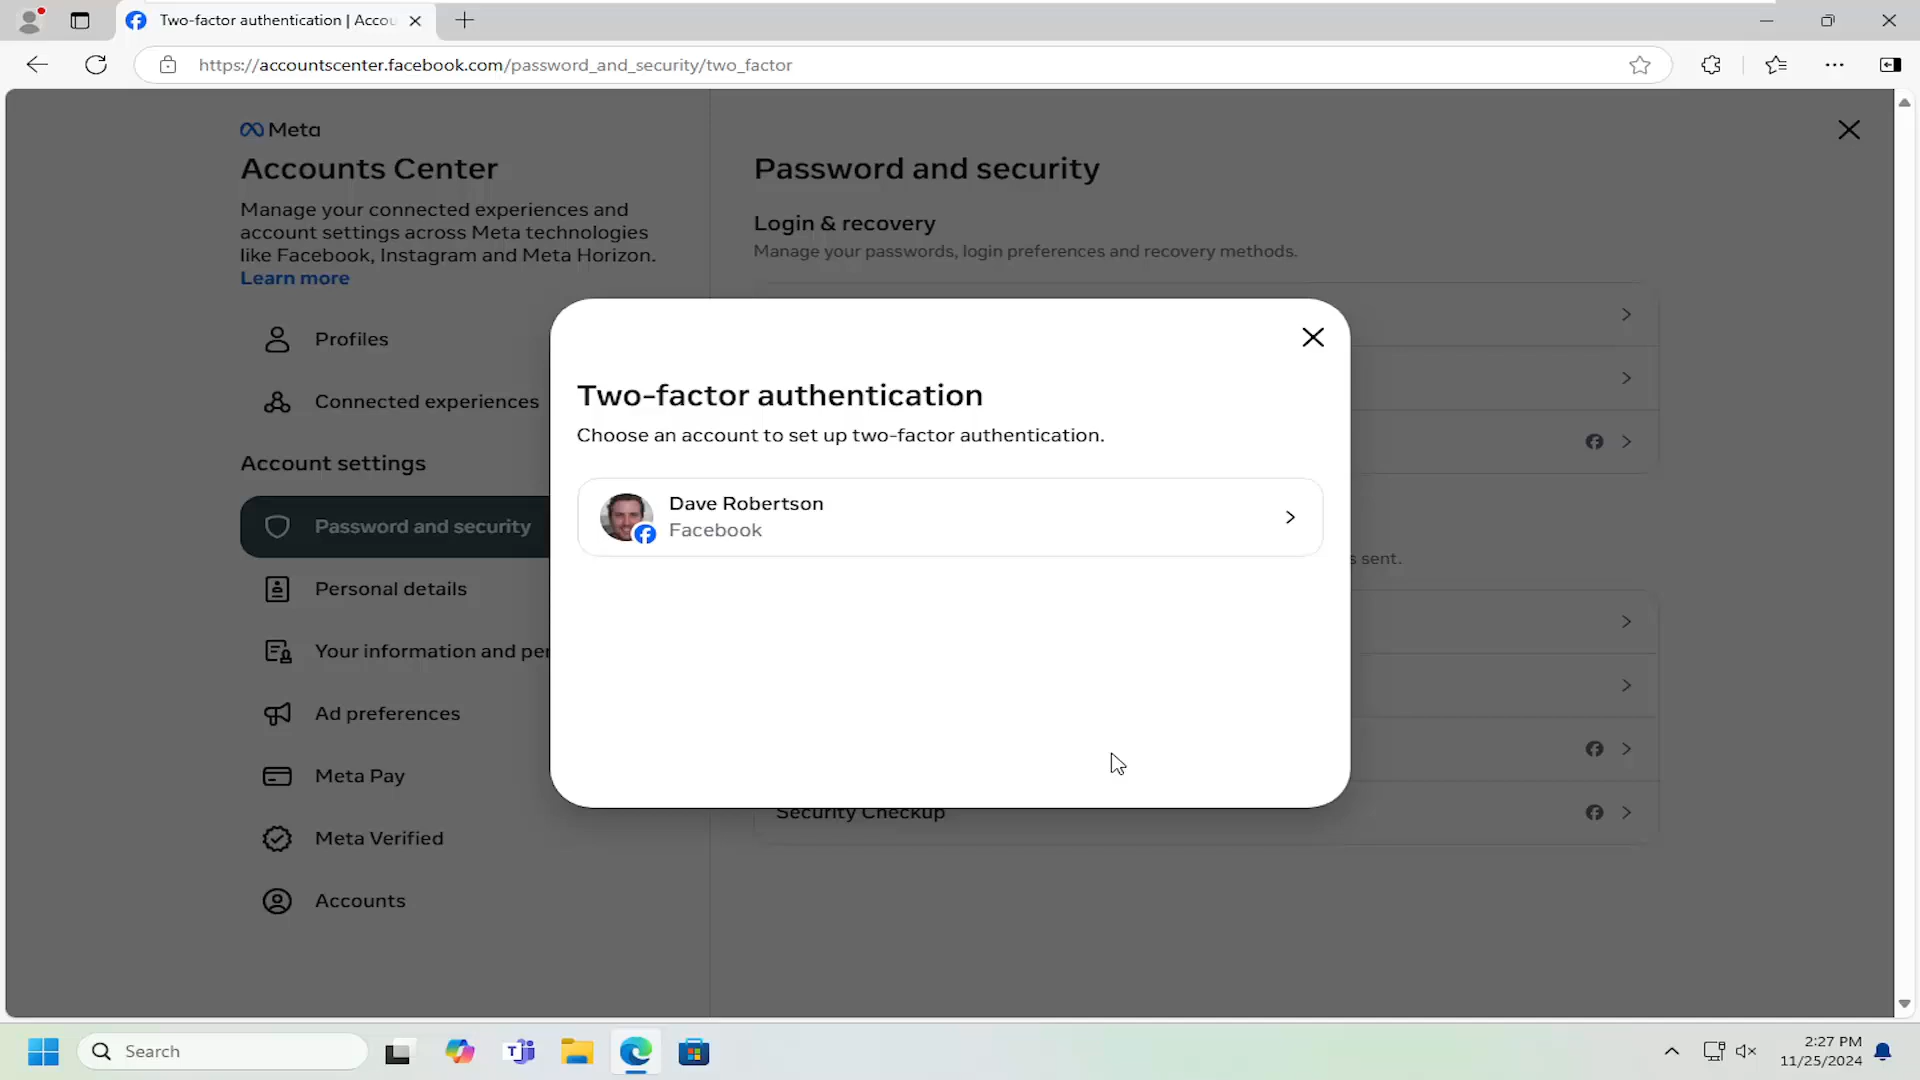 Two-factor authentication | Accou
https://accountscenter.facebook.com/password_and_security/two_factor
Meta
Accounts Center
Manage your connected experiences and
account settings across Meta technologies
like Facebook, Instagram and Meta Horizon.
Learn more
Profiles
Connected experiences
Account settings
Password and security
Personal details
Your information and per
Ad preferences
Meta Pay
Meta Verified
Accounts
Password and security
Login & recovery
Manage your passwords, login preferences and recovery methods.
Two-factor authentication
Choose an account to set up two-factor authentication.
Dave Robertson
Facebook
s sent.
Security Checkup
Search
2:27 PM
11/25/2024